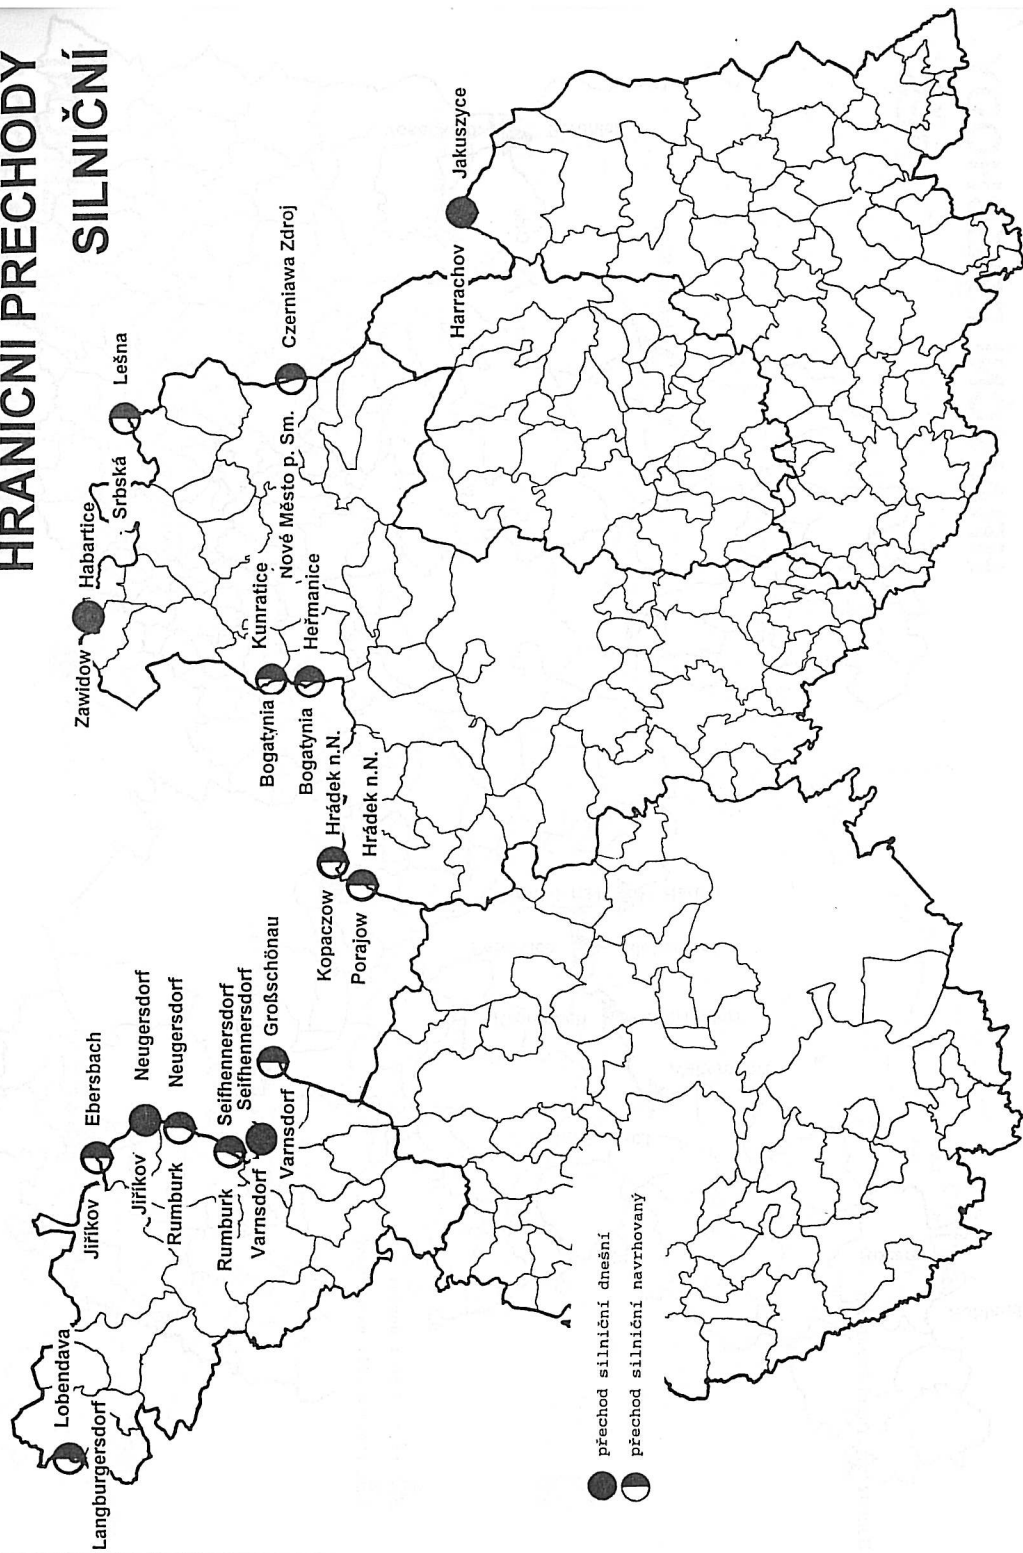 HRANICNI PRECHODY
SILNIČNÍ
Langburgersdorf
Lobendava
Jiříkov
Ebersbach
Jiříkov
Neugersdorf
Rumburk
Neugersdorf
Rumburk
Seifhennersdorf
Varnsdorf
Seifhennersdorf
Varnsdorf
Großschönau
Kopaczow
Hrádek n.N.
Porajow
Hrádek n.N.
Bogatynia
Kunratice
Bogatynia
Heřmanice
Zawidow
Habartice
Srbská
Lešna
Nové Město p. Sm.
Czerniawa Zdroj
Harrachov
Jakuszyce
přechod silniční dnešní
přechod silniční navrhovaný